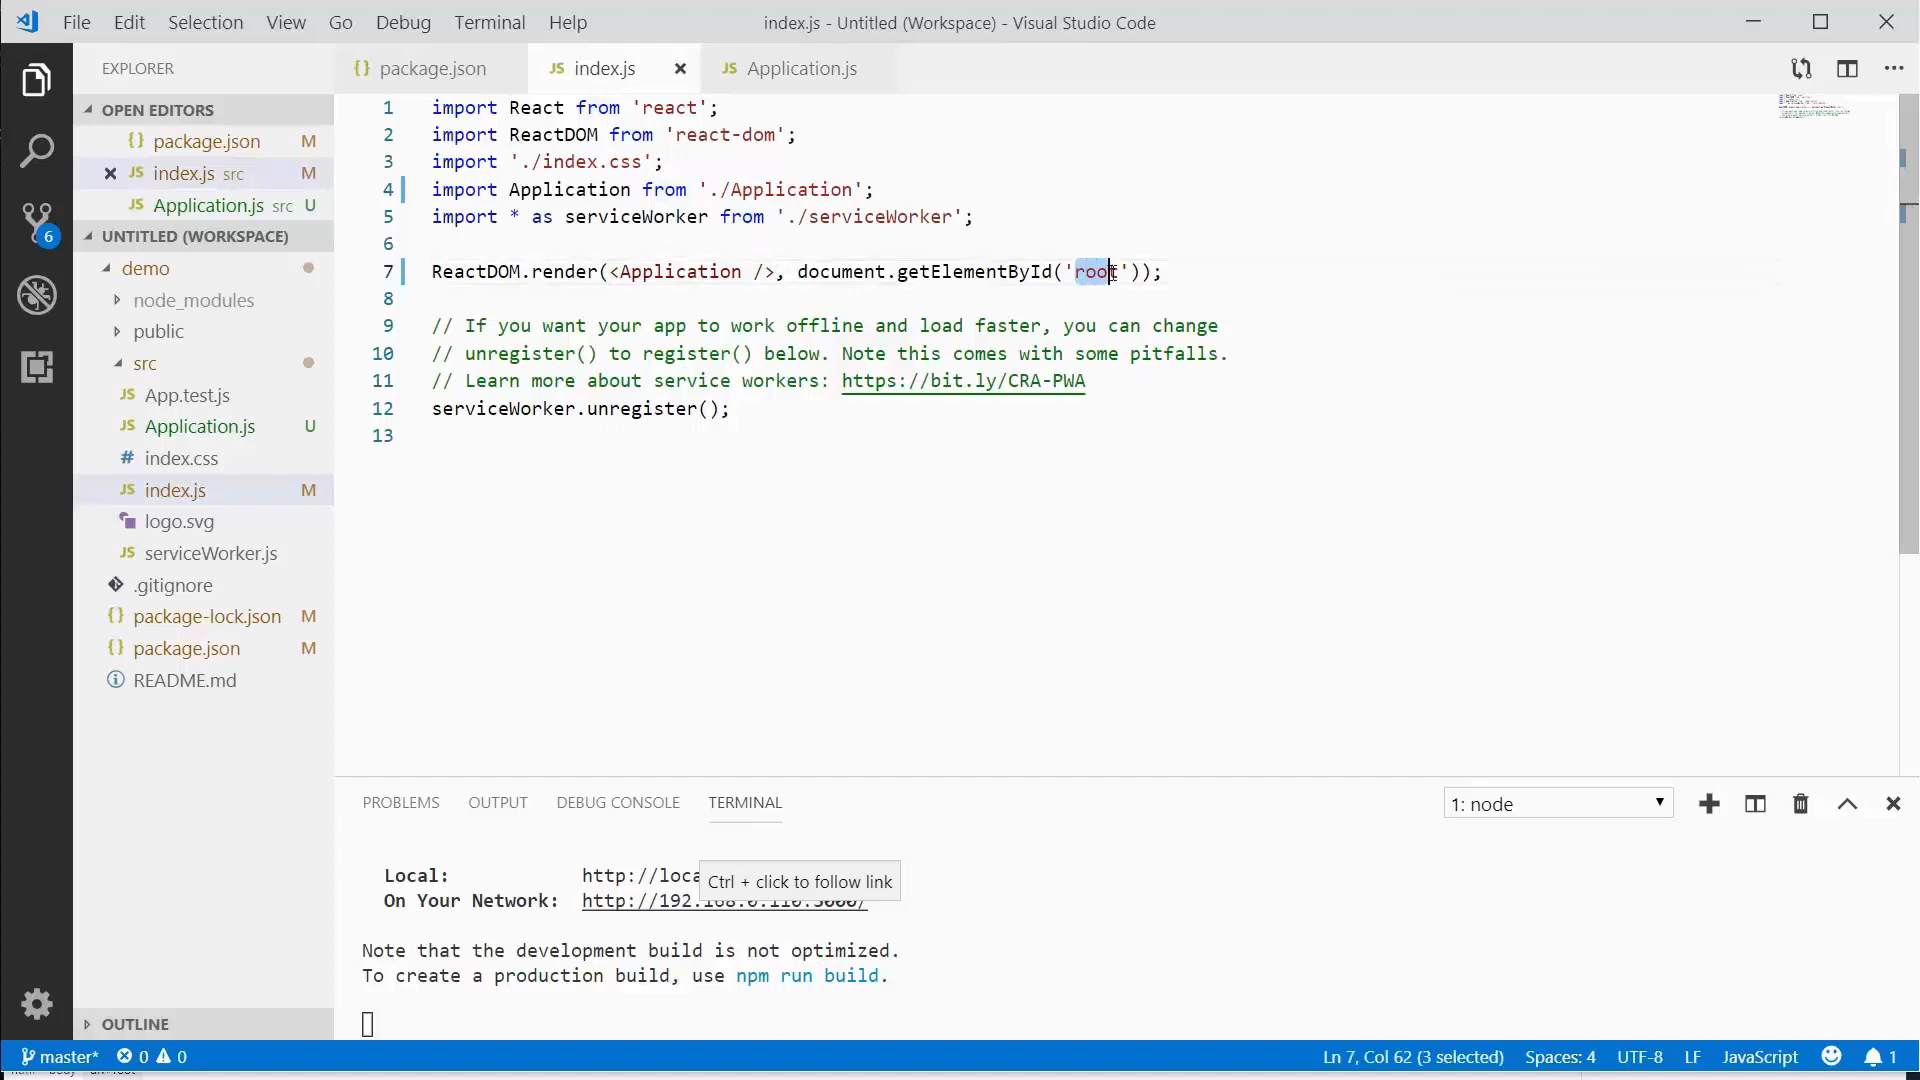 File Edit Selection View Go Debug Terminal Help index.js - Untitled (Workspace) - Visual Studio Code
EXPLORER {} package.json JS index.js JS Application.js
OPEN EDITORS
{} package.json M
JS index.js src M
JS Application.js src U
6
UNTITLED (WORKSPACE)
demo
node_modules
public
src
JS App.test.js
JS Application.js U
# index.css
JS index.js M
logo.svg
JS serviceWorker.js
.gitignore
{} package-lock.json M
{} package.json M
README.md
OUTLINE
1 import React from 'react';
2 import ReactDOM from 'react-dom';
3 import './index.css';
4 import Application from './Application';
5 import * as serviceWorker from './serviceWorker';
6
7 ReactDOM.render(<Application />, document.getElementById('root'));
8
9 // If you want your app to work offline and load faster, you can change
10 // unregister() to register() below. Note this comes with some pitfalls.
11 // Learn more about service workers: https://bit.ly/CRA-PWA
12 serviceWorker.unregister();
13
PROBLEMS OUTPUT DEBUG CONSOLE TERMINAL 1: node
Local: http://loca
Ctrl + click to follow link
On Your Network: http://192.168.0.110:3000/
Note that the development build is not optimized.
To create a production build, use npm run build.
master* 0 0 Ln 7, Col 62 (3 selected) Spaces: 4 UTF-8 LF JavaScript 1